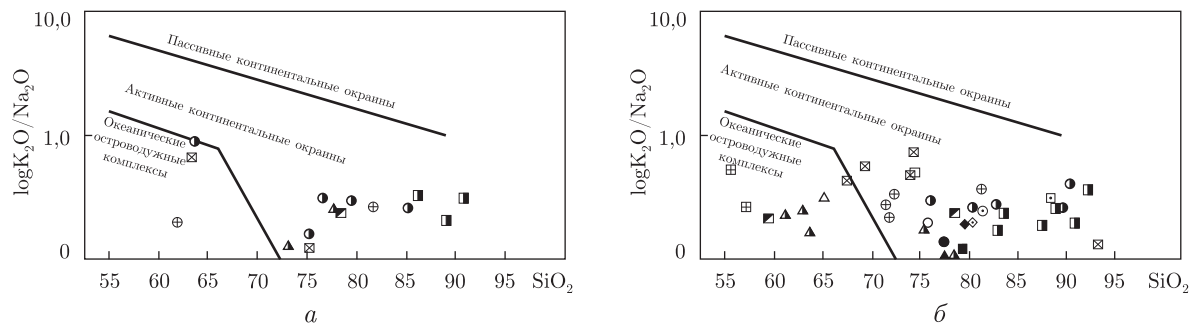 10,0
Пассивные континентальные окраины
Активные континентальные окраины
logK₂O/Na₂O
1,0
Океанические
островодужные
комплексы
0
55 60 65 70 75 80 85 90 95 SiO₂
а
10,0
Пассивные континентальные окраины
Активные континентальные окраины
logK₂O/Na₂O
1,0
Океанические
островодужные
комплексы
0
55 60 65 70 75 80 85 90 95 SiO₂
б